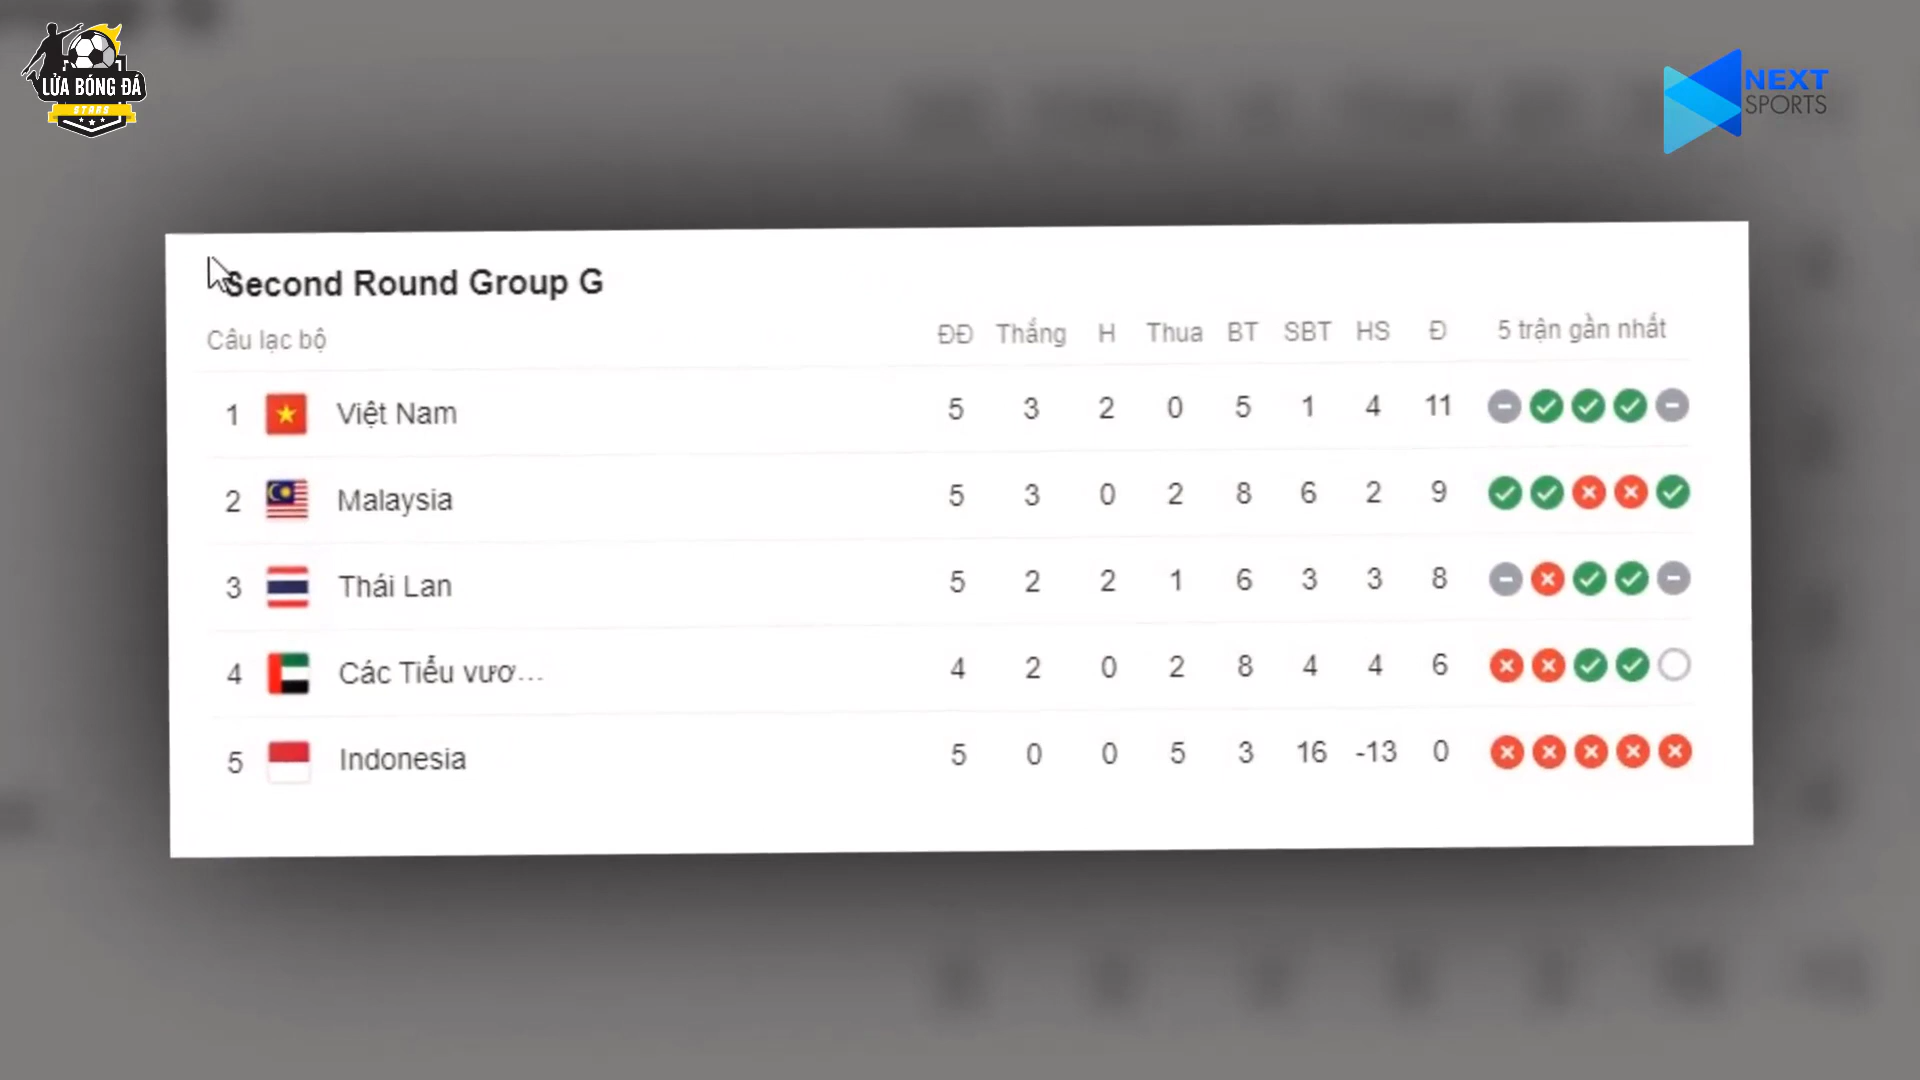 LỬA BÓNG ĐÁ
STARS
NEXT
SPORTS
Second Round Group G
Câu lạc bộ ĐĐ Thắng H Thua BT SBT HS Đ 5 trận gần nhất
1 Việt Nam 5 3 2 0 5 1 4 11
2 Malaysia 5 3 0 2 8 6 2 9
3 Thái Lan 5 2 2 1 6 3 3 8
4 Các Tiểu vươ... 4 2 0 2 8 4 4 6
5 Indonesia 5 0 0 5 3 16 -13 0